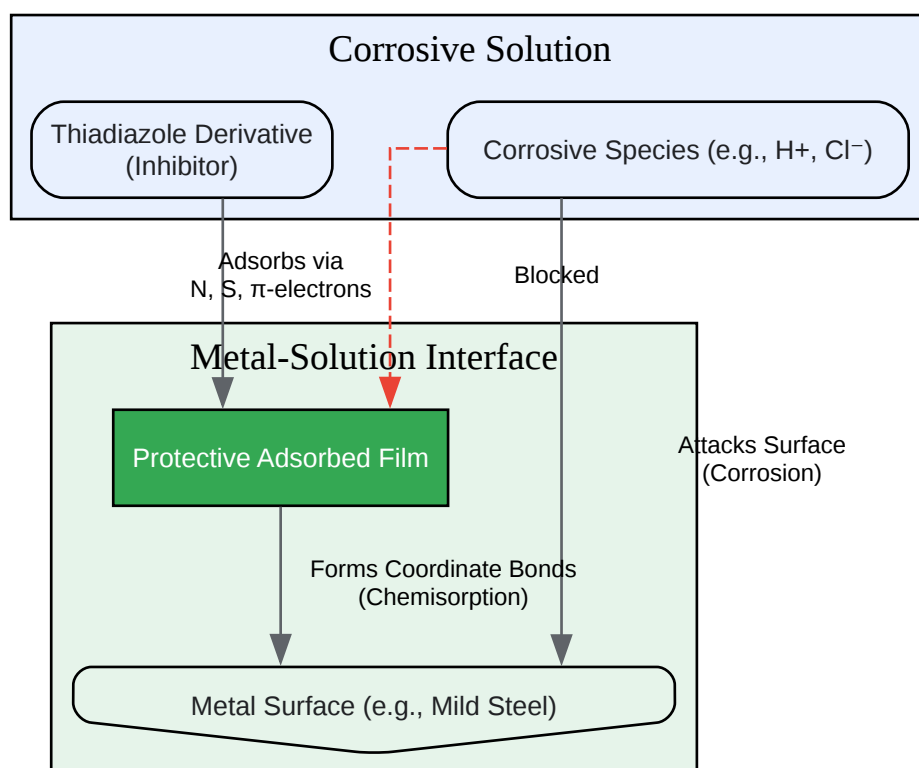 Corrosive Solution
Thiadiazole Derivative
(Inhibitor)
Corrosive Species (e.g., H+, Cl⁻)
Adsorbs via
N, S, π-electrons
Blocked
Metal-Solution Interface
Protective Adsorbed Film
Attacks Surface
(Corrosion)
Forms Coordinate Bonds
(Chemisorption)
Metal Surface (e.g., Mild Steel)